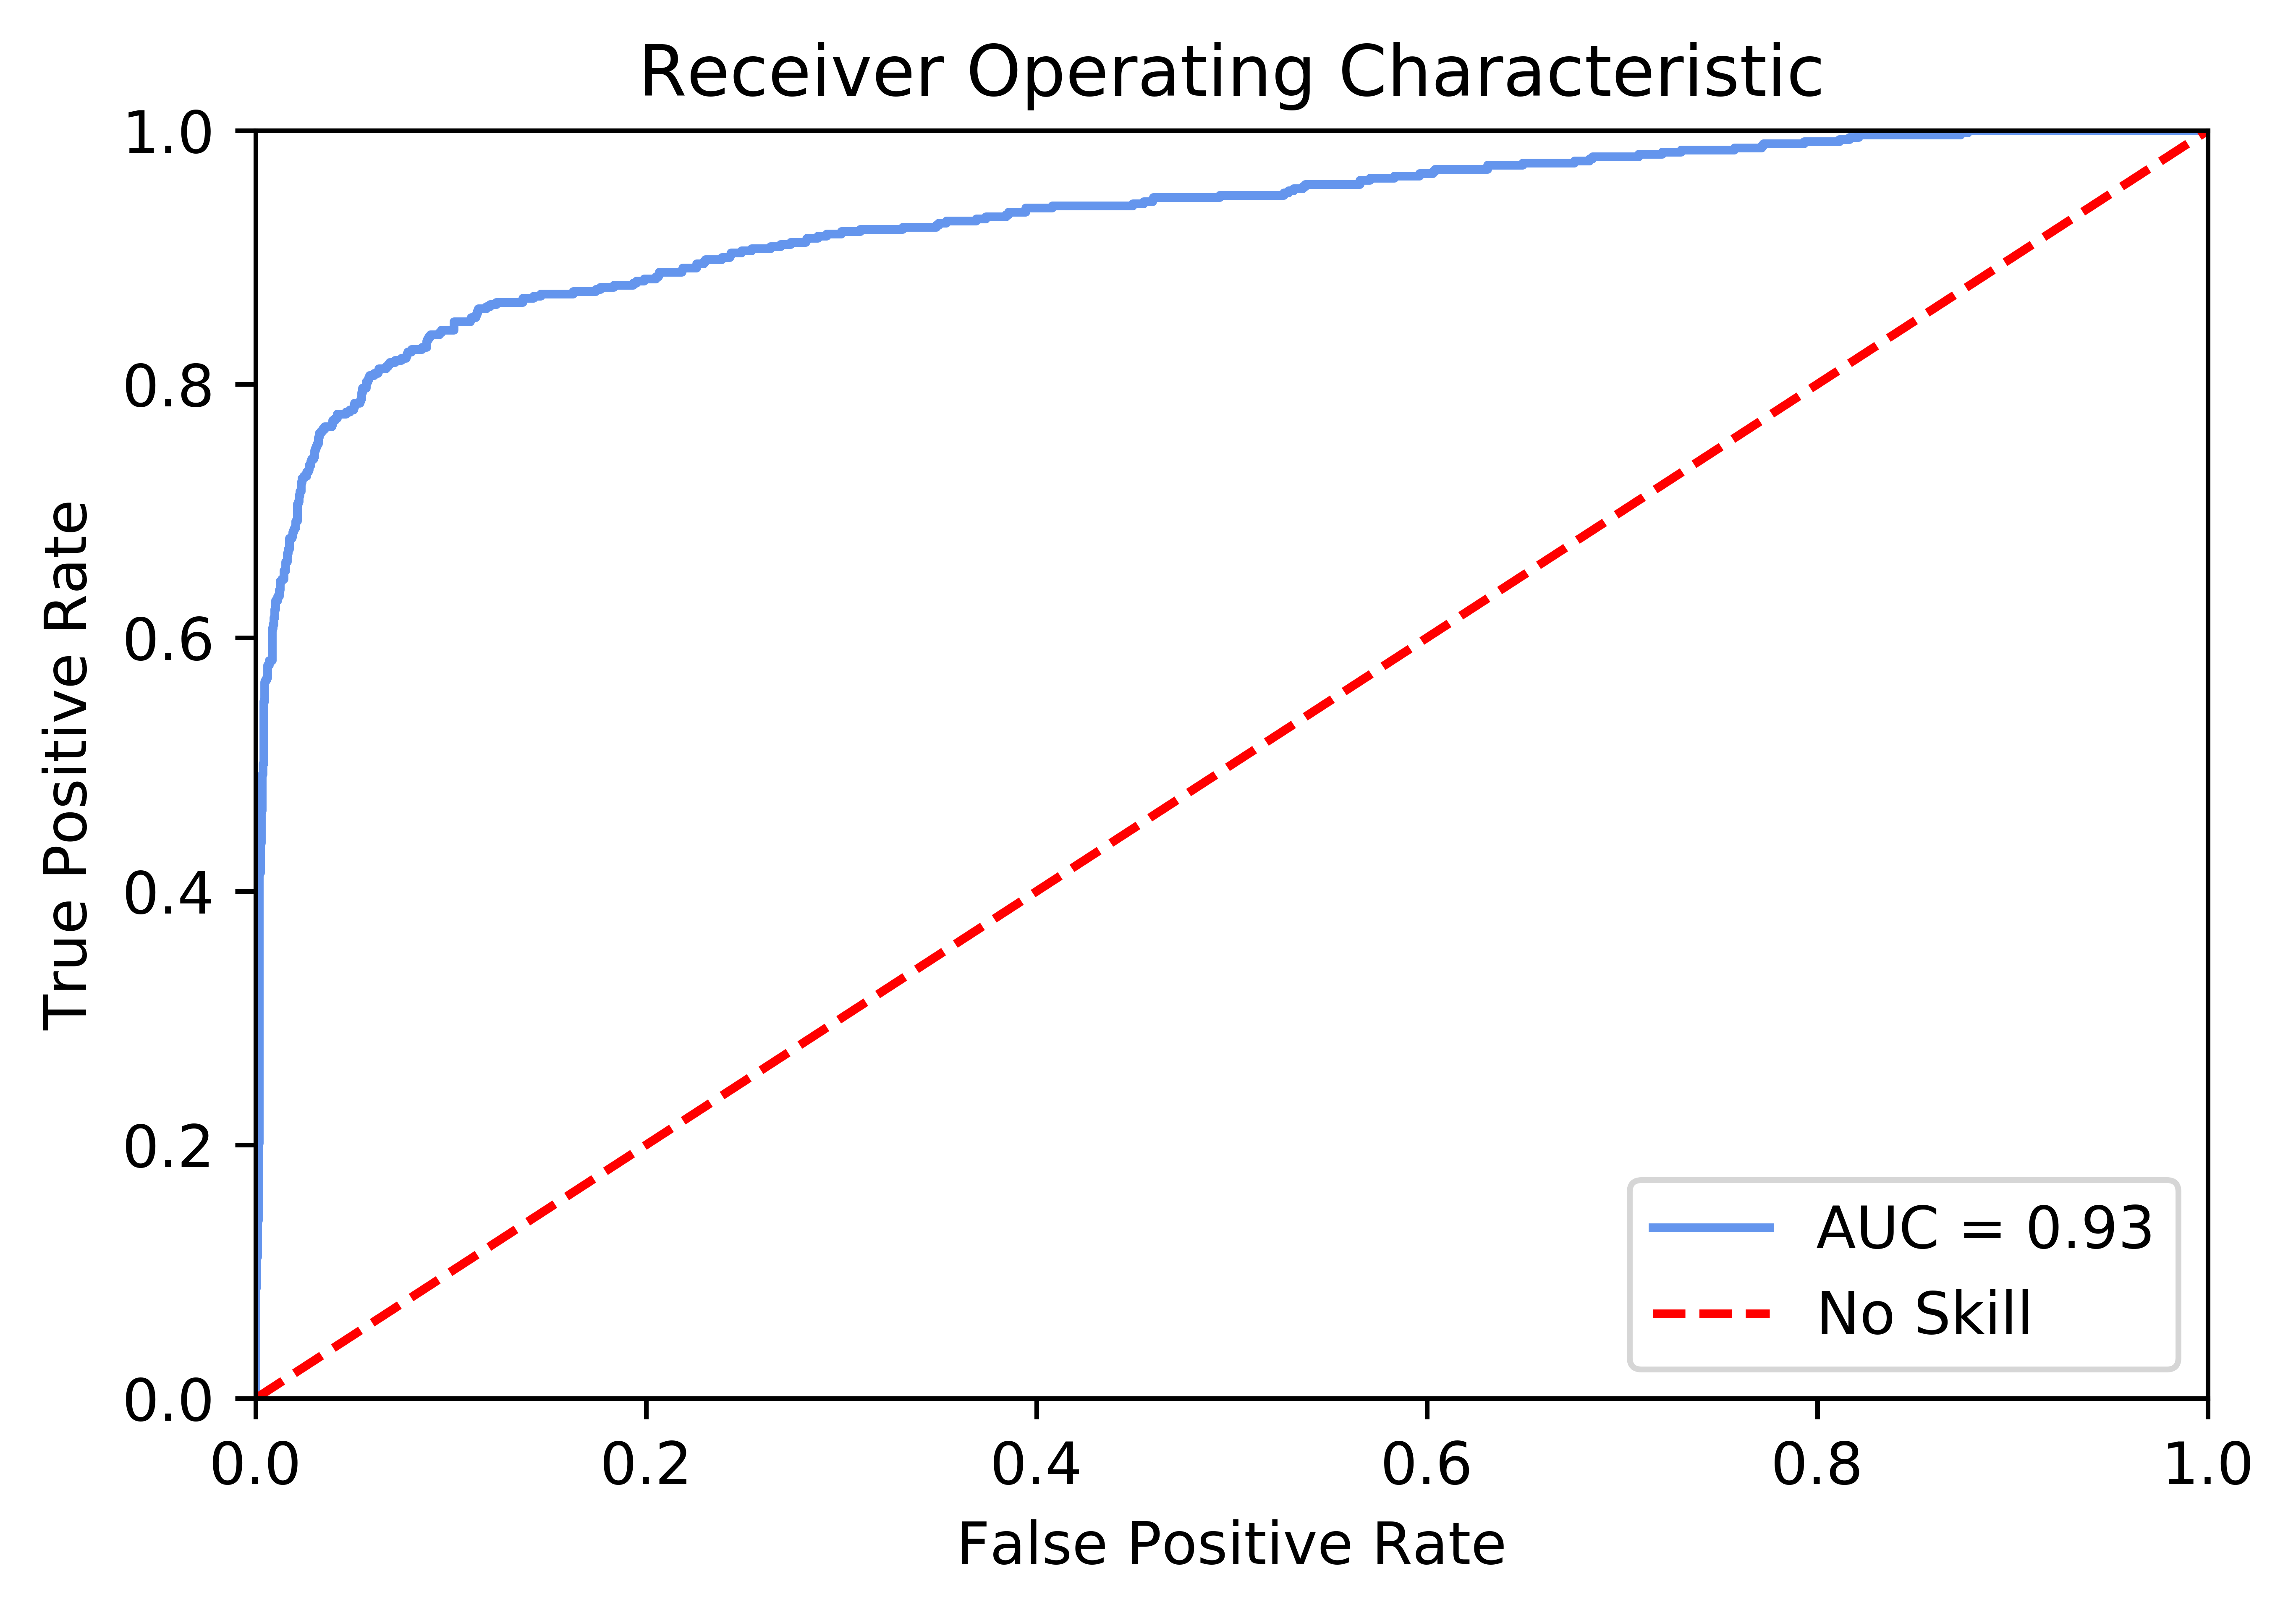 Receiver Operating Characteristic
1.0
0.8
0.6
0.4
0.2
0.0
True Positive Rate
AUC = 0.93
No Skill
0.0 0.2 0.4 0.6 0.8 1.0
False Positive Rate